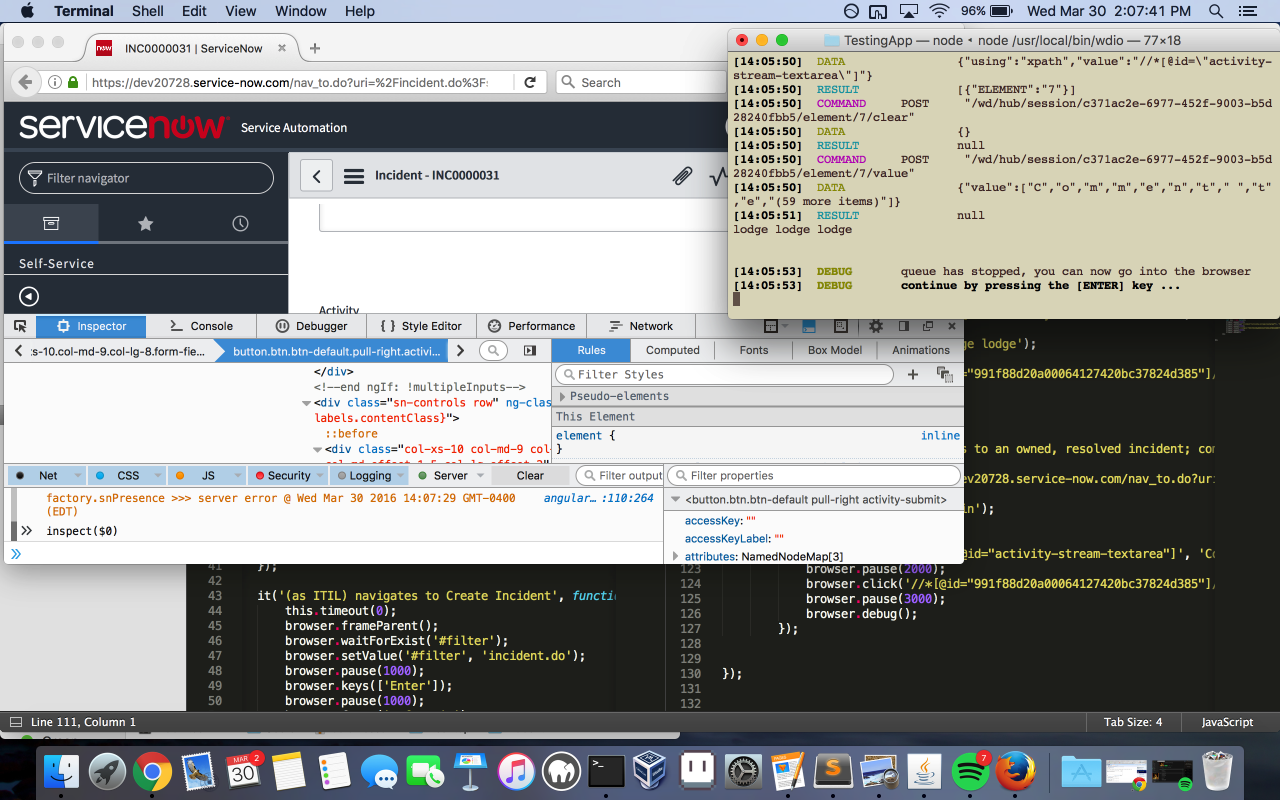 Terminal Shell Edit View Window Help 96% Wed Mar 30 2:07:41 PM
now INC0000031 | ServiceNow
https://dev20728.service-now.com/nav_to.do?uri=%2Fincident.do%3F: Search
servicenow Service Automation
Filter navigator
Incident - INC0000031
Self-Service
Activity
TestingApp — node • node /usr/local/bin/wdio — 77×18
[14:05:50] DATA {"using":"xpath","value":"//*[@id=\"activity-
stream-textarea\"]"}
[14:05:50] RESULT [{"ELEMENT":"7"}]
[14:05:50] COMMAND POST "/wd/hub/session/c371ac2e-6977-452f-9003-b5d
28240fbb5/element/7/clear"
[14:05:50] DATA {}
[14:05:50] RESULT null
[14:05:50] COMMAND POST "/wd/hub/session/c371ac2e-6977-452f-9003-b5d
28240fbb5/element/7/value"
[14:05:50] DATA {"value":["C","o","m","m","e","n","t"," ","t"
,"e","(59 more items)"]}
[14:05:51] RESULT null
lodge lodge lodge
[14:05:53] DEBUG queue has stopped, you can now go into the browser
[14:05:53] DEBUG continue by pressing the [ENTER] key ...
Inspector Console Debugger { } Style Editor Performance Network
:s-10.col-md-9.col-lg-8.form-fie... button.btn.btn-default.pull-right.activi...
Rules Computed Fonts Box Model Animations
</div>
<!--end ngIf: !multipleInputs-->
<div class="sn-controls row" ng-clas
labels.contentClass}">
::before
<div class="col-xs-10 col-md-9 col-
Filter Styles
Pseudo-elements
This Element
element { inline
}
Net CSS JS Security Logging Server Clear Filter output
factory.snPresence >>> server error @ Wed Mar 30 2016 14:07:29 GMT-0400 angular… :110:264
(EDT)
inspect($0)
Filter properties
<button.btn.btn-default pull-right activity-submit>
accessKey: ""
accessKeyLabel: ""
attributes: NamedNodeMap[3]
ge lodge');
="991f88d20a00064127420bc37824d385"]/
s to an owned, resolved incident; com
ev20728.service-now.com/nav_to.do?uri
in');
@id="activity-stream-textarea"]', 'Co
41 });
42
43 it('(as ITIL) navigates to Create Incident', functi
44 this.timeout(0);
45 browser.frameParent();
46 browser.waitForExist('#filter');
47 browser.setValue('#filter', 'incident.do');
48 browser.pause(1000);
49 browser.keys(['Enter']);
50 browser.pause(1000);
123 browser.pause(2000);
124 browser.click('//*[@id="991f88d20a00064127420bc37824d385"]/
125 browser.pause(3000);
126 browser.debug();
127 });
128
129
130 });
131
132
Line 111, Column 1 Tab Size: 4 JavaScript
MAR 2
30
7